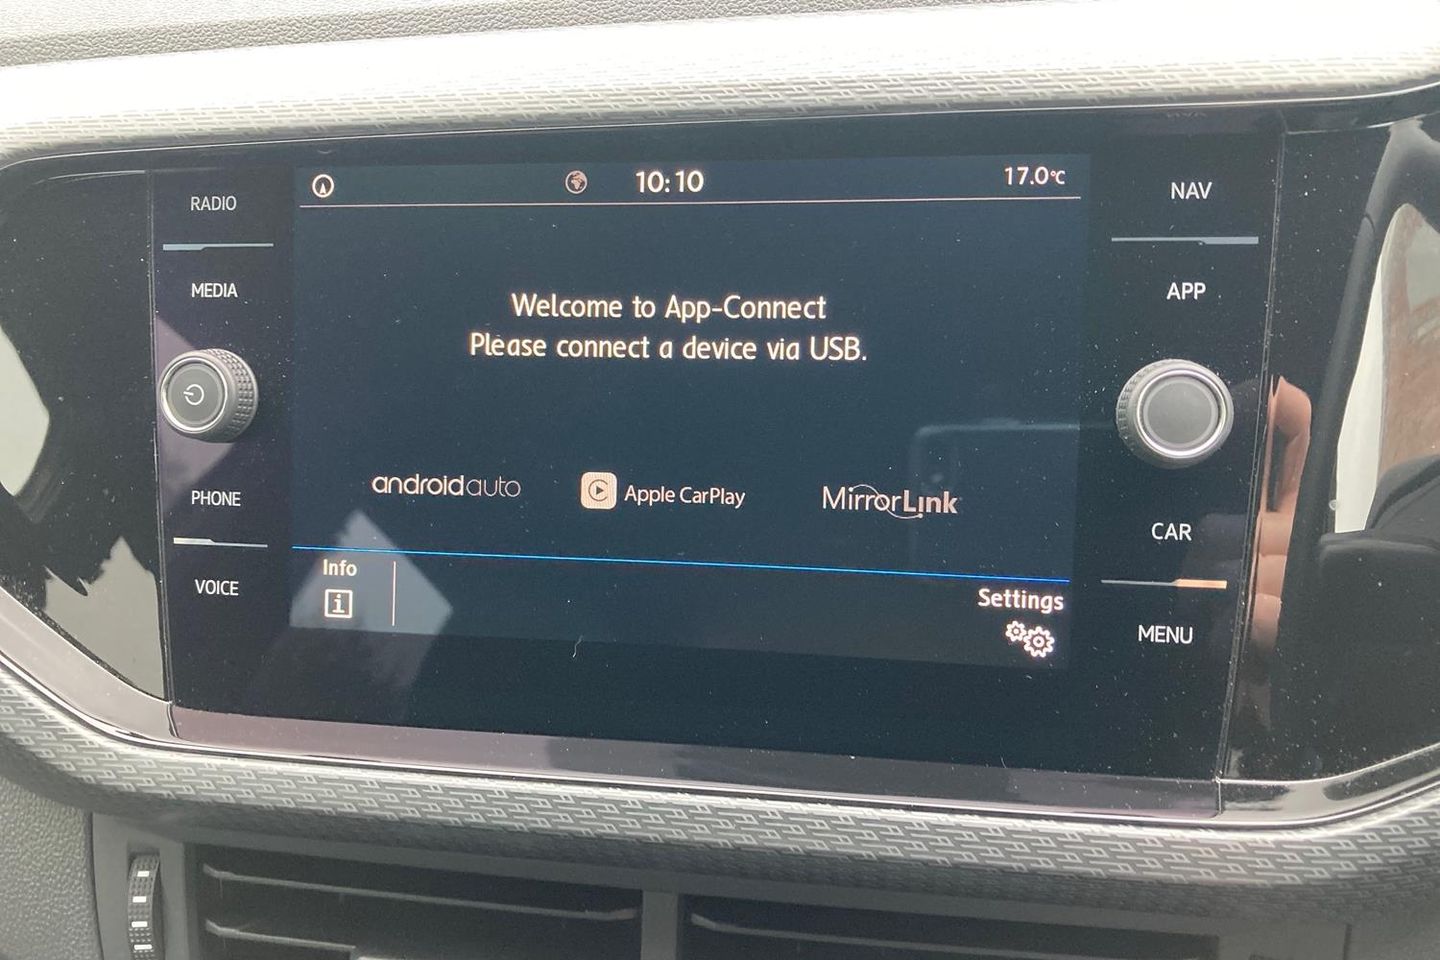 10:10
17.0°C
RADIO
MEDIA
PHONE
VOICE
Welcome to App-Connect
Please connect a device via USB.
androidauto
Apple CarPlay
MirrorLink
Info
i
Settings
NAV
APP
CAR
MENU